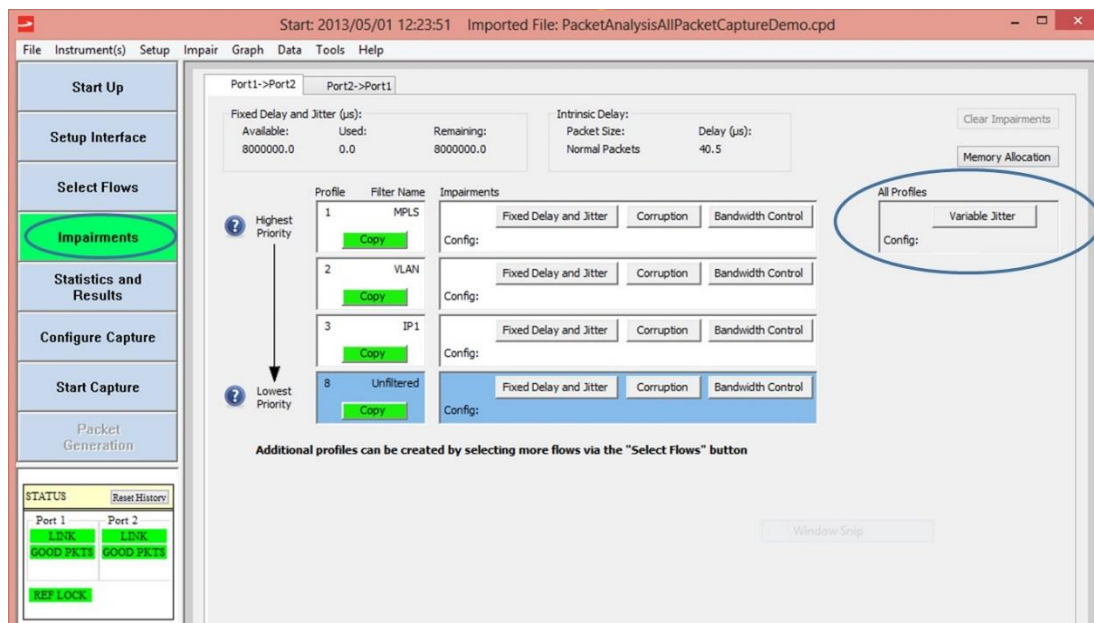 Start: 2013/05/01 12:23:51 Imported File: PacketAnalysisAllPacketCaptureDemo.cpd
File Instrument(s) Setup Impair Graph Data Tools Help
Start Up
Setup Interface
Select Flows
Impairments
Statistics and
Results
Configure Capture
Start Capture
Packet
Generation
STATUS Reset History
Port 1 Port 2
LINK LINK
GOOD PKTS GOOD PKTS
REF LOCK
Port1->Port2 Port2->Port1
Fixed Delay and Jitter (µs):
Available: Used: Remaining:
8000000.0 0.0 8000000.0
Intrinsic Delay:
Packet Size: Delay (µs):
Normal Packets 40.5
Clear Impairments
Memory Allocation
Profile Filter Name Impairments
? Highest
Priority
1 MPLS Fixed Delay and Jitter Corruption Bandwidth Control
Copy Config:
2 VLAN Fixed Delay and Jitter Corruption Bandwidth Control
Copy Config:
3 IP1 Fixed Delay and Jitter Corruption Bandwidth Control
Copy Config:
? Lowest
Priority
8 Unfiltered Fixed Delay and Jitter Corruption Bandwidth Control
Copy Config:
All Profiles
Variable Jitter
Config:
Additional profiles can be created by selecting more flows via the "Select Flows" button
Window Snip